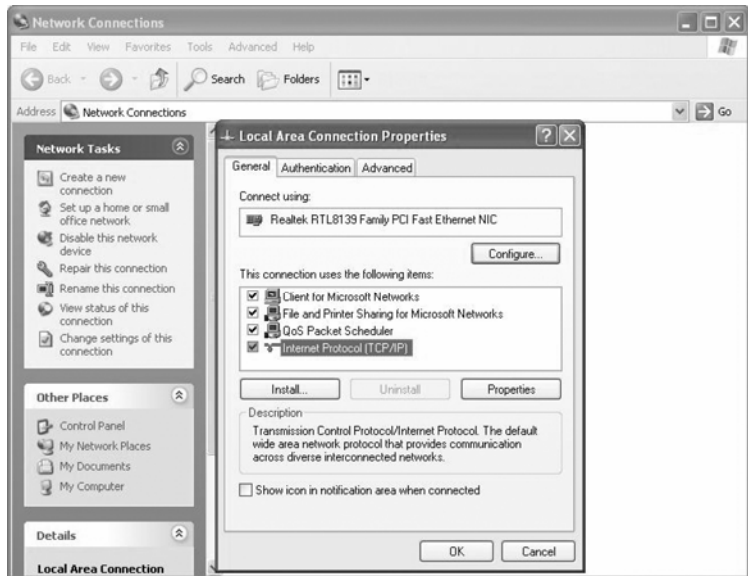 Network Connections
File Edit View Favorites Tools Advanced Help
Back Search Folders
Address Network Connections Go
Network Tasks
Create a new
connection
Set up a home or small
office network
Disable this network
device
Repair this connection
Rename this connection
View status of this
connection
Change settings of this
connection
Other Places
Control Panel
My Network Places
My Documents
My Computer
Details
Local Area Connection
Local Area Connection Properties
General Authentication Advanced
Connect using:
Realtek RTL8139 Family PCI Fast Ethernet NIC
Configure...
This connection uses the following items:
Client for Microsoft Networks
File and Printer Sharing for Microsoft Networks
QoS Packet Scheduler
Internet Protocol (TCP/IP)
Install... Uninstall Properties
Description
Transmission Control Protocol/Internet Protocol. The default
wide area network protocol that provides communication
across diverse interconnected networks.
Show icon in notification area when connected
OK Cancel